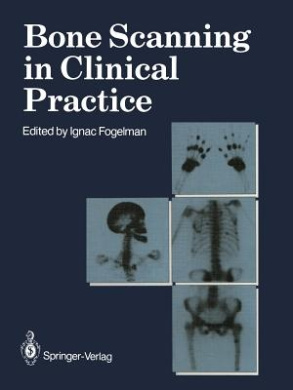 Bone Scanning
in Clinical
Practice
Edited by Ignac Fogelman
Springer-Verlag